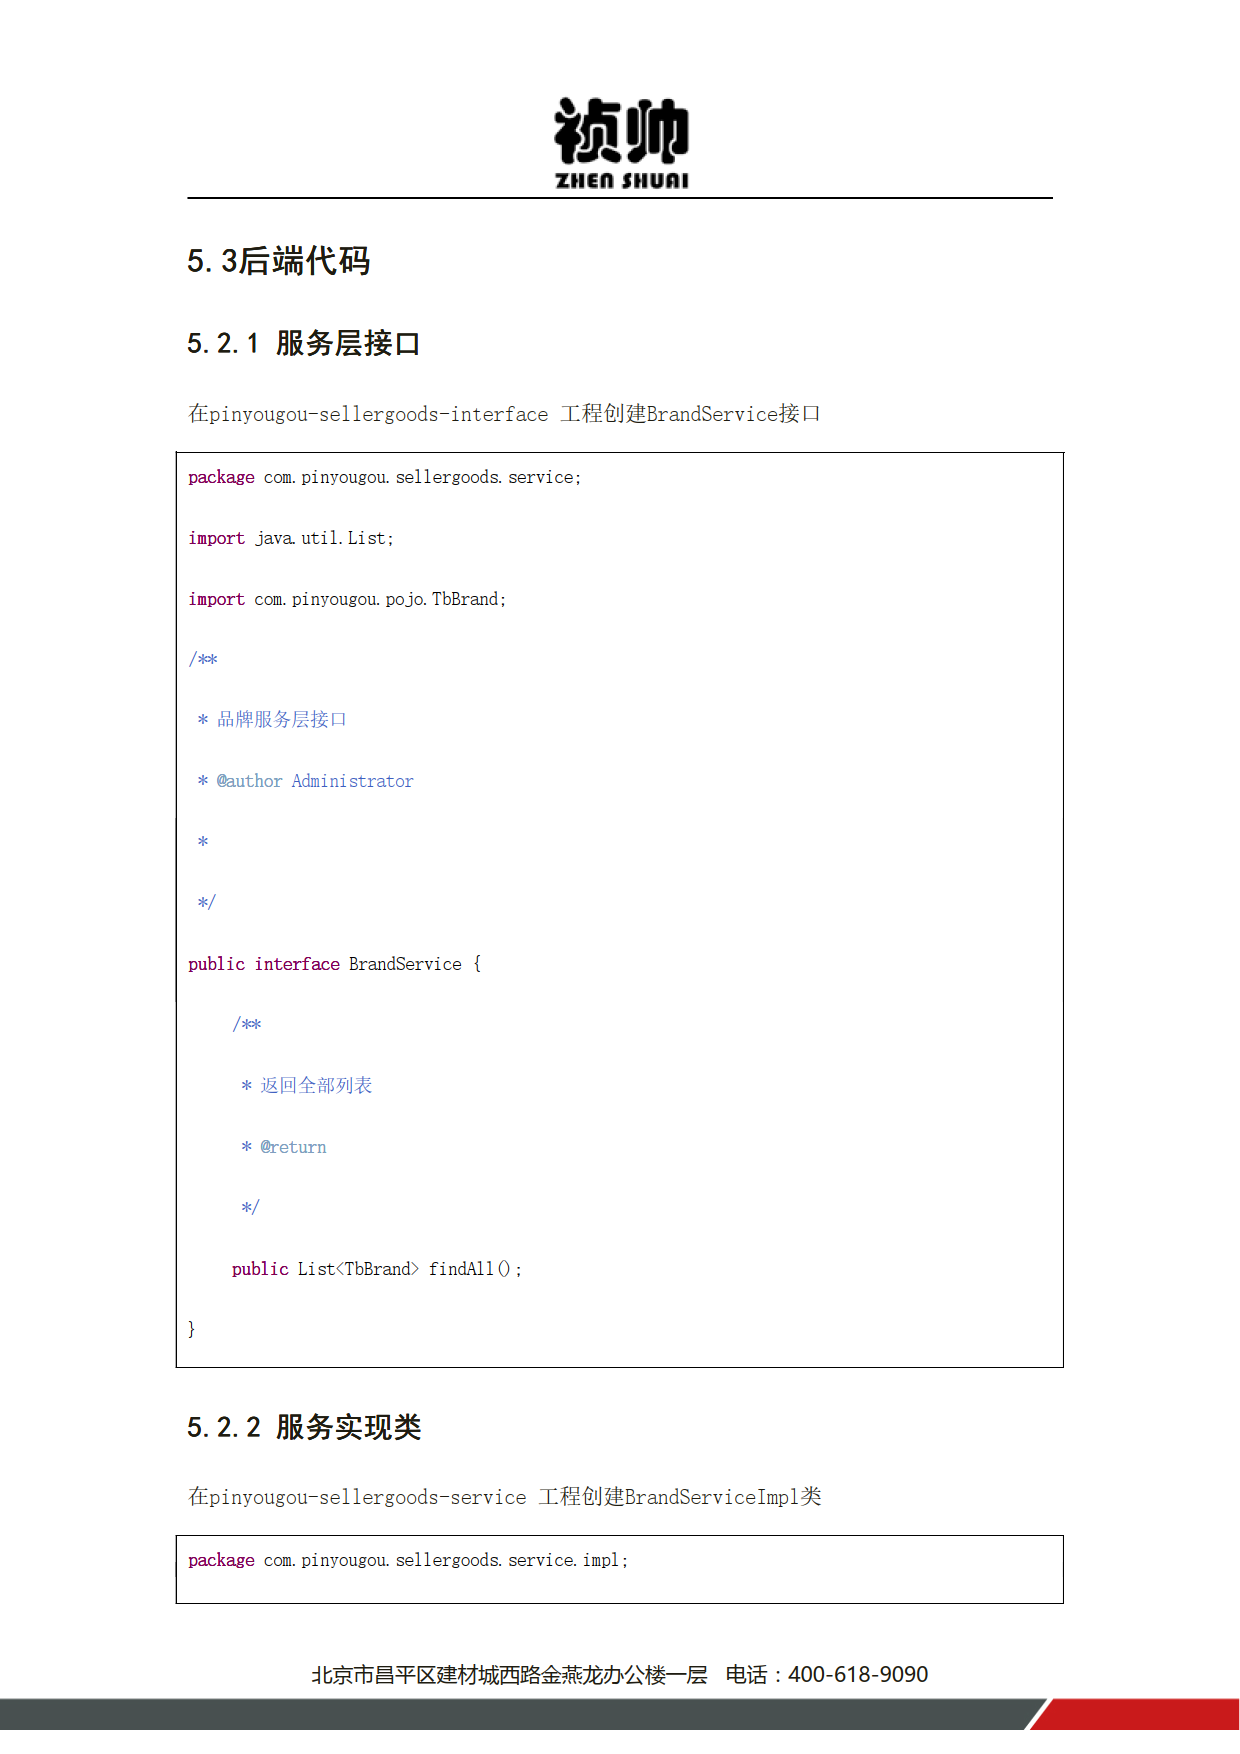 祯帅
ZHEN SHUAI
5.3后端代码
5.2.1 服务层接口
在pinyougou-sellergoods-interface 工程创建BrandService接口
package com.pinyougou.sellergoods.service;
import java.util.List;
import com.pinyougou.pojo.TbBrand;
/**
 * 品牌服务层接口
 * @author Administrator
 *
 */
public interface BrandService {
    /**
     * 返回全部列表
     * @return
     */
    public List<TbBrand> findAll();
}
5.2.2 服务实现类
在pinyougou-sellergoods-service 工程创建BrandServiceImpl类
package com.pinyougou.sellergoods.service.impl;
北京市昌平区建材城西路金燕龙办公楼一层 电话：400-618-9090